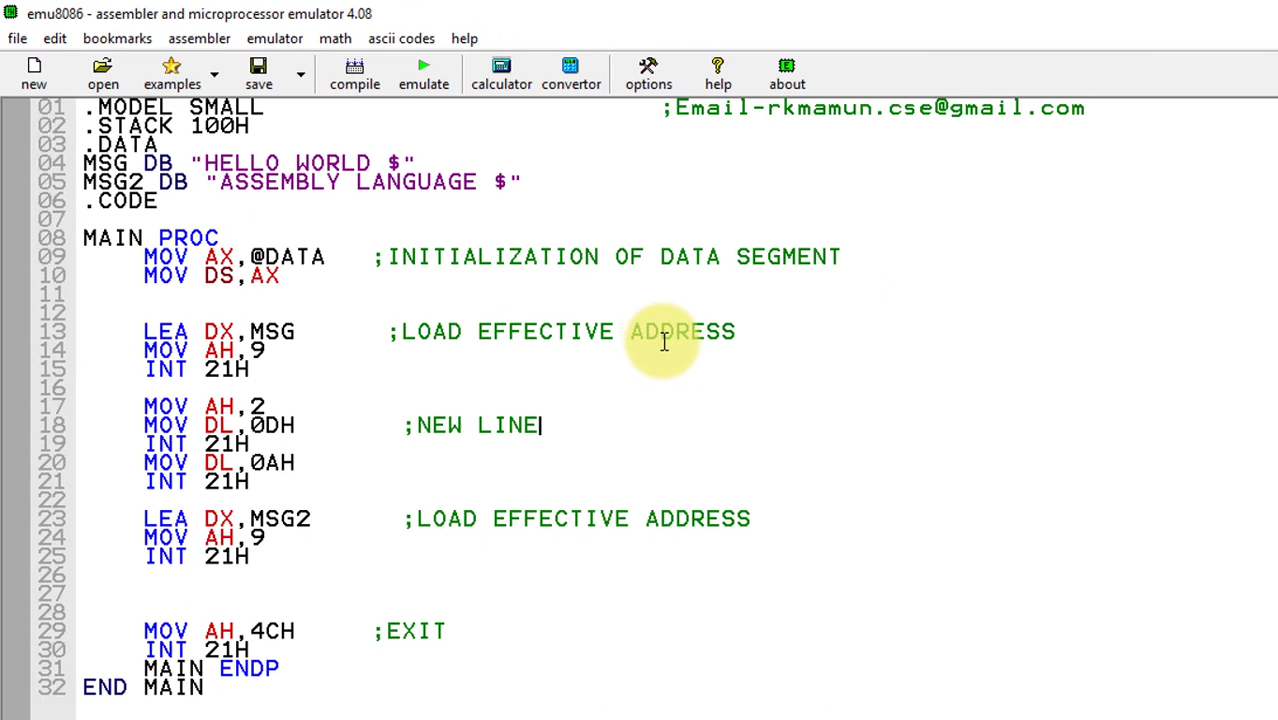 emu8086 - assembler and microprocessor emulator 4.08
file edit bookmarks assembler emulator math ascii codes help
new open examples save compile emulate calculator convertor options help about
01 .MODEL SMALL ;Email-rkmamun.cse@gmail.com
02 .STACK 100H
03 .DATA
04 MSG DB "HELLO WORLD $"
05 MSG2 DB "ASSEMBLY LANGUAGE $"
06 .CODE
07
08 MAIN PROC
09 MOV AX,@DATA ;INITIALIZATION OF DATA SEGMENT
10 MOV DS,AX
11
12
13 LEA DX,MSG ;LOAD EFFECTIVE ADDRESS
14 MOV AH,9
15 INT 21H
16
17 MOV AH,2
18 MOV DL,0DH ;NEW LINE
19 INT 21H
20 MOV DL,0AH
21 INT 21H
22
23 LEA DX,MSG2 ;LOAD EFFECTIVE ADDRESS
24 MOV AH,9
25 INT 21H
26
27
28
29 MOV AH,4CH ;EXIT
30 INT 21H
31 MAIN ENDP
32 END MAIN